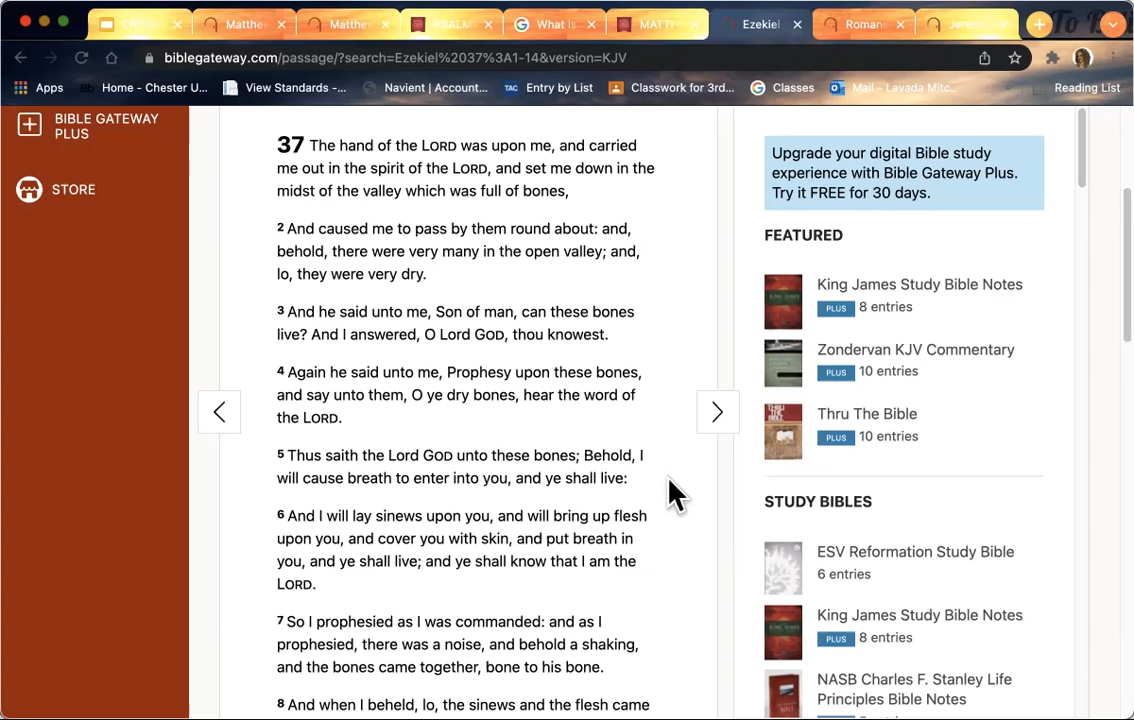 Matthe
Matthe
PSALM
What is
MATT
Ezekiel
Roman
Jerem
To B
biblegateway.com/passage/?search=Ezekiel%2037%3A1-14&version=KJV
Apps
Home - Chester U...
View Standards -...
Navient | Account...
TAC Entry by List
Classwork for 3rd...
Classes
Mail - Lavada Mitc...
Reading List
BIBLE GATEWAY
PLUS
STORE
37 The hand of the LORD was upon me, and carried
me out in the spirit of the LORD, and set me down in the
midst of the valley which was full of bones,
2 And caused me to pass by them round about: and,
behold, there were very many in the open valley; and,
lo, they were very dry.
3 And he said unto me, Son of man, can these bones
live? And I answered, O Lord GOD, thou knowest.
4 Again he said unto me, Prophesy upon these bones,
and say unto them, O ye dry bones, hear the word of
the LORD.
5 Thus saith the Lord GOD unto these bones; Behold, I
will cause breath to enter into you, and ye shall live:
6 And I will lay sinews upon you, and will bring up flesh
upon you, and cover you with skin, and put breath in
you, and ye shall live; and ye shall know that I am the
LORD.
7 So I prophesied as I was commanded: and as I
prophesied, there was a noise, and behold a shaking,
and the bones came together, bone to his bone.
8 And when I beheld, lo, the sinews and the flesh came
Upgrade your digital Bible study
experience with Bible Gateway Plus.
Try it FREE for 30 days.
FEATURED
King James Study Bible Notes
PLUS 8 entries
Zondervan KJV Commentary
PLUS 10 entries
Thru The Bible
PLUS 10 entries
STUDY BIBLES
ESV Reformation Study Bible
6 entries
King James Study Bible Notes
PLUS 8 entries
NASB Charles F. Stanley Life
Principles Bible Notes